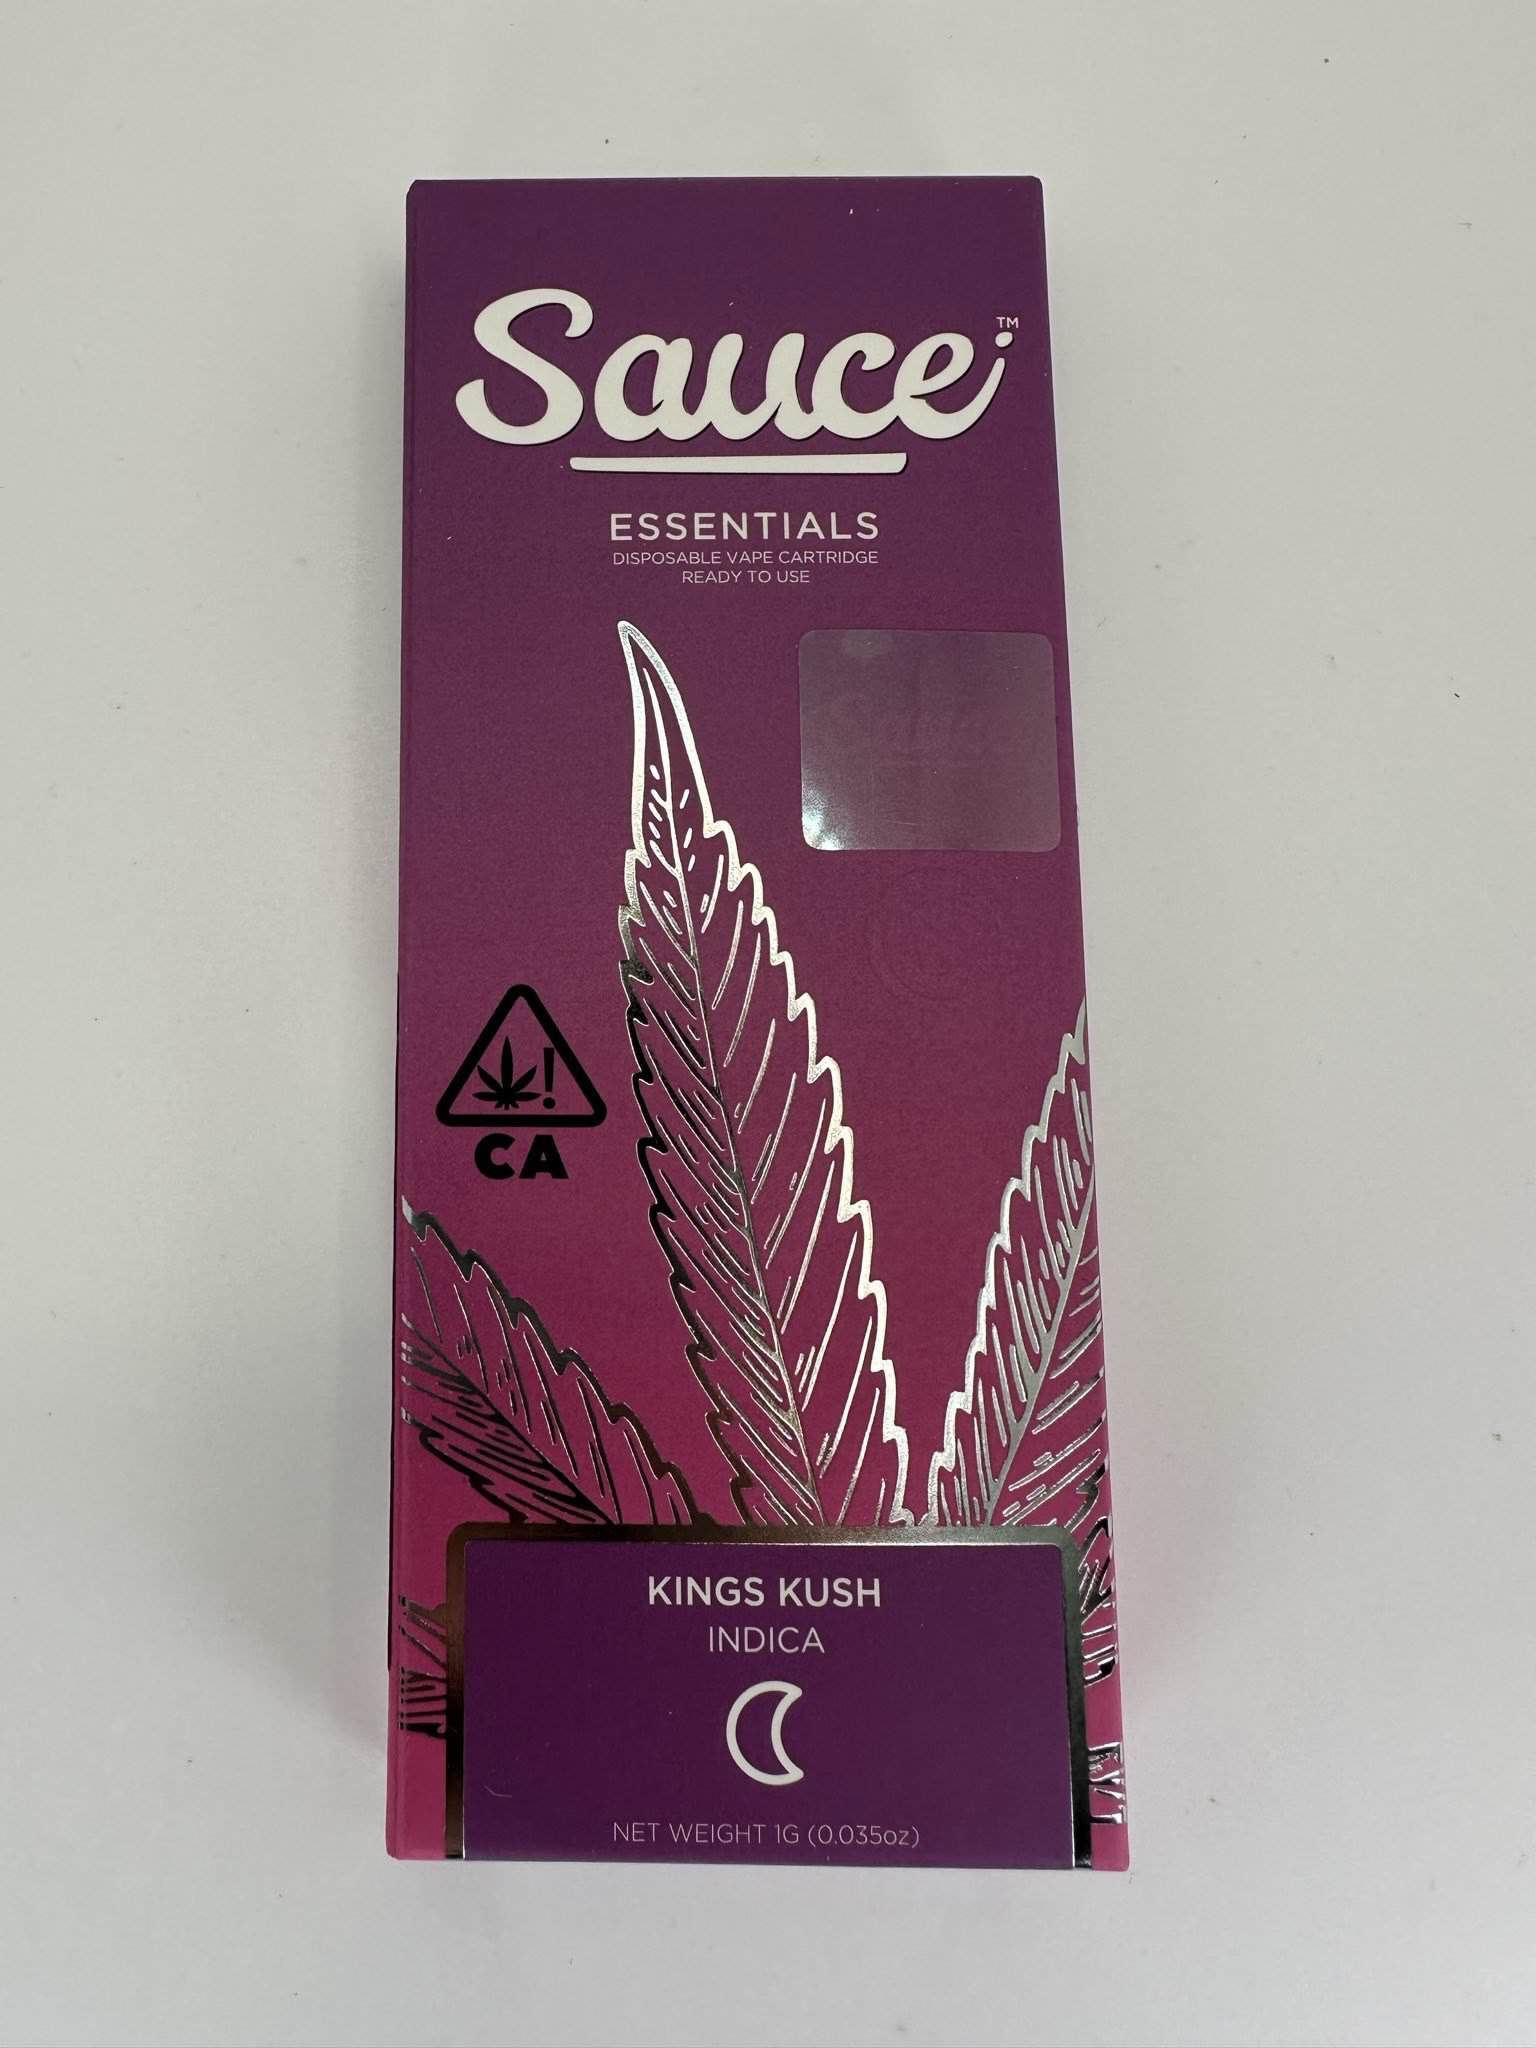 Sauce™
ESSENTIALS
DISPOSABLE VAPE CARTRIDGE
READY TO USE
!
CA
KINGS KUSH
INDICA
NET WEIGHT 1G (0.035oz)